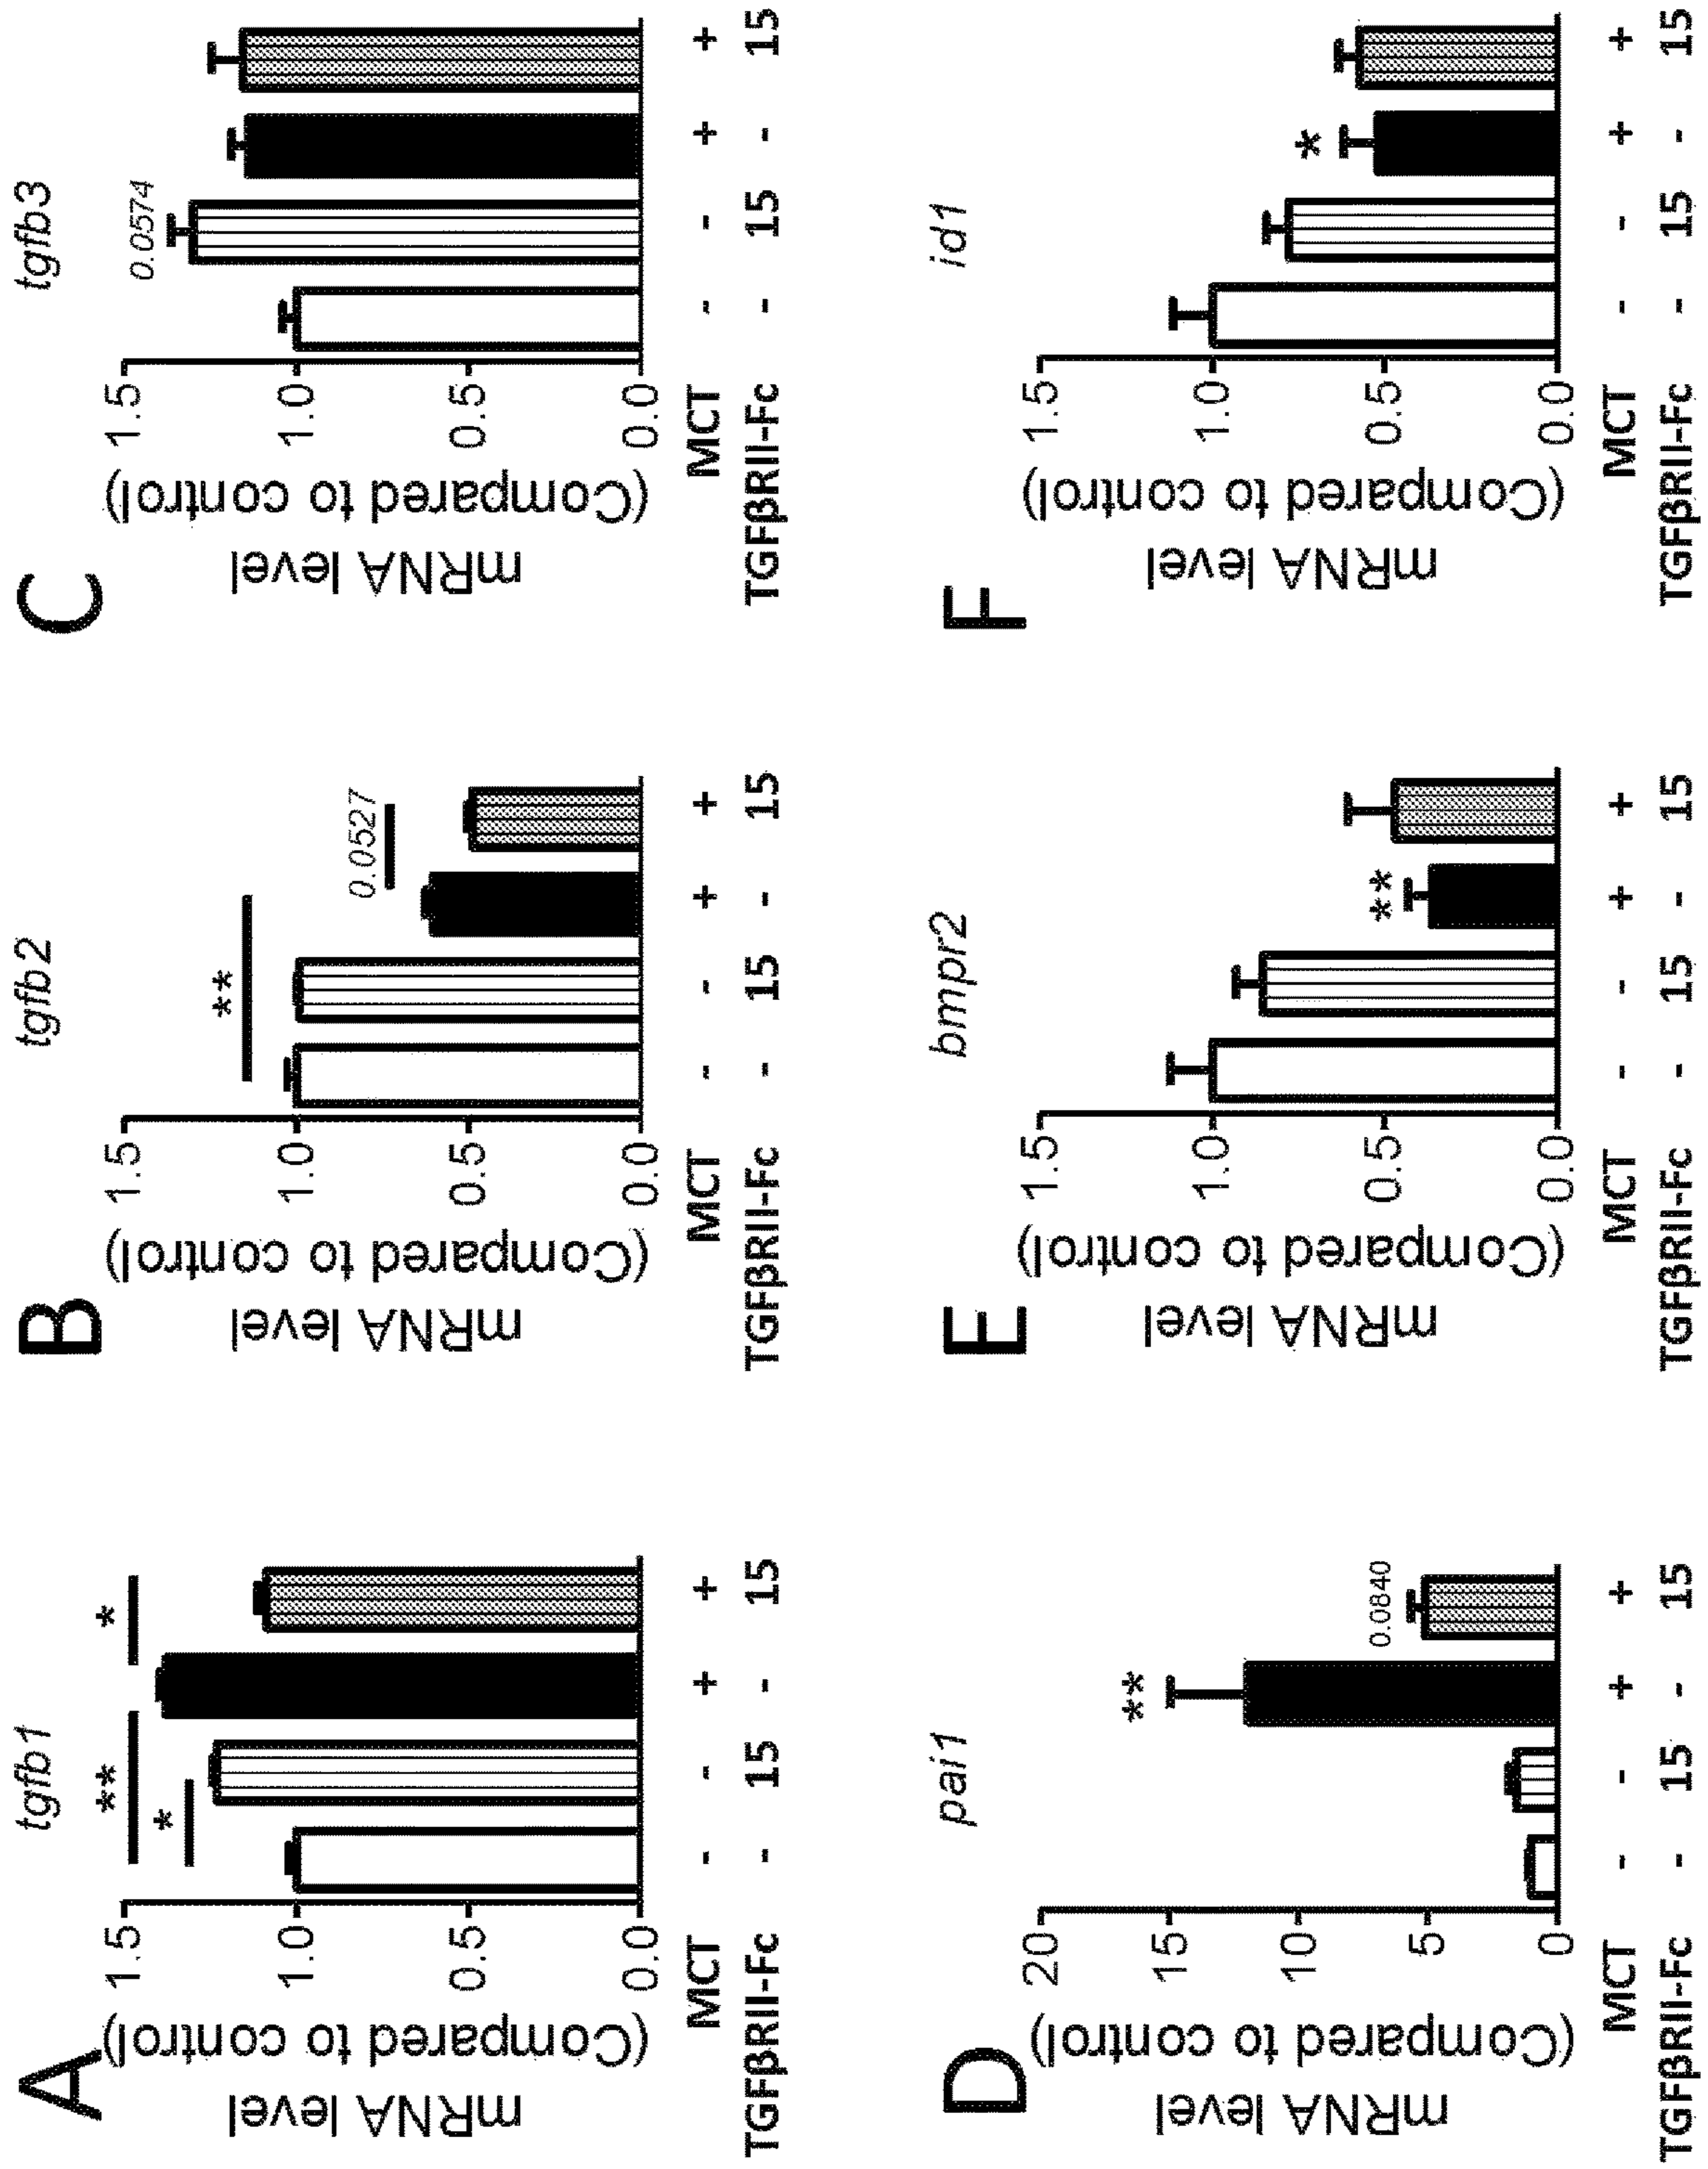 A
tgfb1
mRNA level
(Compared to control)
1.5
1.0
0.5
0.0
**
*
*
MCT - - + +
TGFβRII-Fc - 15 - 15
B
tgfb2
mRNA level
(Compared to control)
1.5
1.0
0.5
0.0
**
0.0527
MCT - - + +
TGFβRII-Fc - 15 - 15
C
tgfb3
mRNA level
(Compared to control)
1.5
1.0
0.5
0.0
0.0574
MCT - - + +
TGFβRII-Fc - 15 - 15
D
pai1
mRNA level
(Compared to control)
20
15
10
5
0
**
0.0840
MCT - - + +
TGFβRII-Fc - 15 - 15
E
bmpr2
mRNA level
(Compared to control)
1.5
1.0
0.5
0.0
**
MCT - - + +
TGFβRII-Fc - 15 - 15
F
id1
mRNA level
(Compared to control)
1.5
1.0
0.5
0.0
*
MCT - - + +
TGFβRII-Fc - 15 - 15